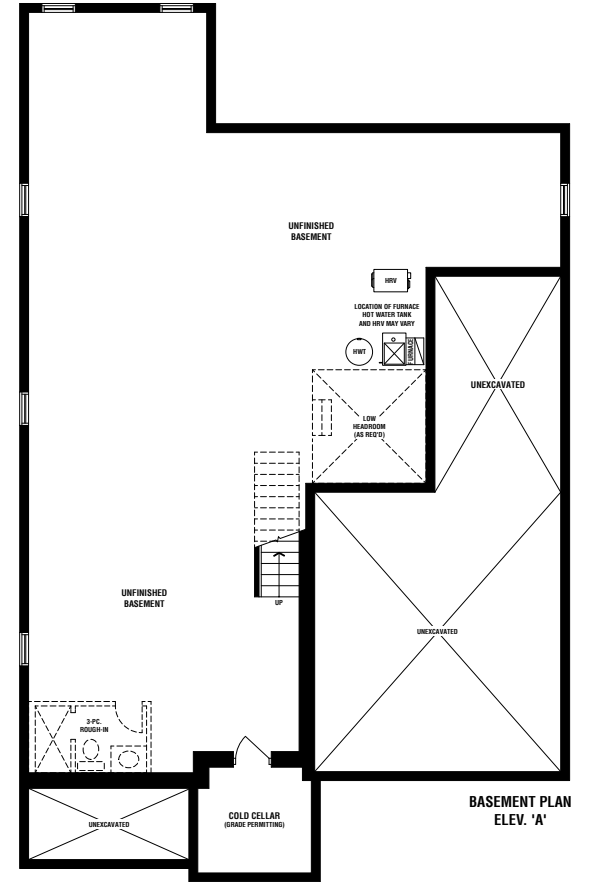 UNFINISHED
BASEMENT
HRV
LOCATION OF FURNACE
HOT WATER TANK
AND HRV MAY VARY
HWT
FURNACE
UNEXCAVATED
LOW
HEADROOM
(AS REQ'D)
UP
UNFINISHED
BASEMENT
UNEXCAVATED
3-PC.
ROUGH-IN
UNEXCAVATED
COLD CELLAR
(GRADE PERMITTING)
BASEMENT PLAN
ELEV. 'A'